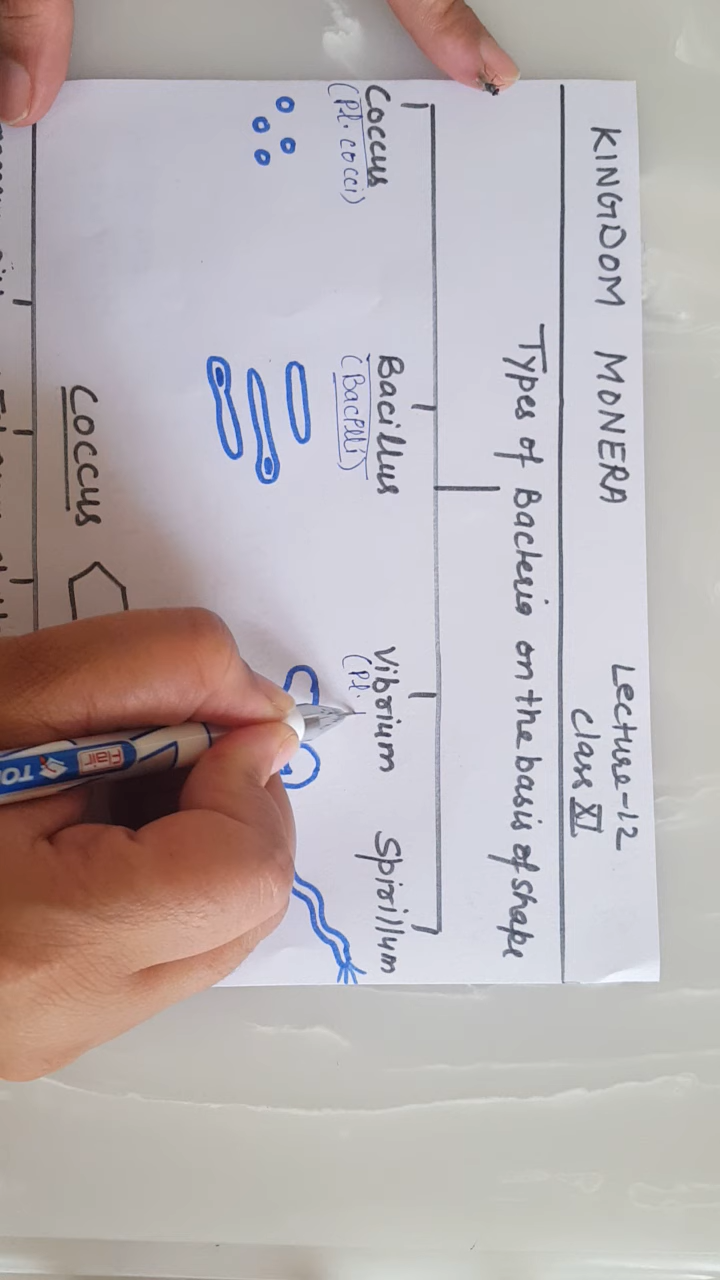 KINGDOM MONERA
Lecture-12
Class XI
Types of Bacteria on the basis of shape
Coccus Bacillus Vibrium Spirillum
(Pl. cocci) (Bacilli) (Pl.
Coccus
TO